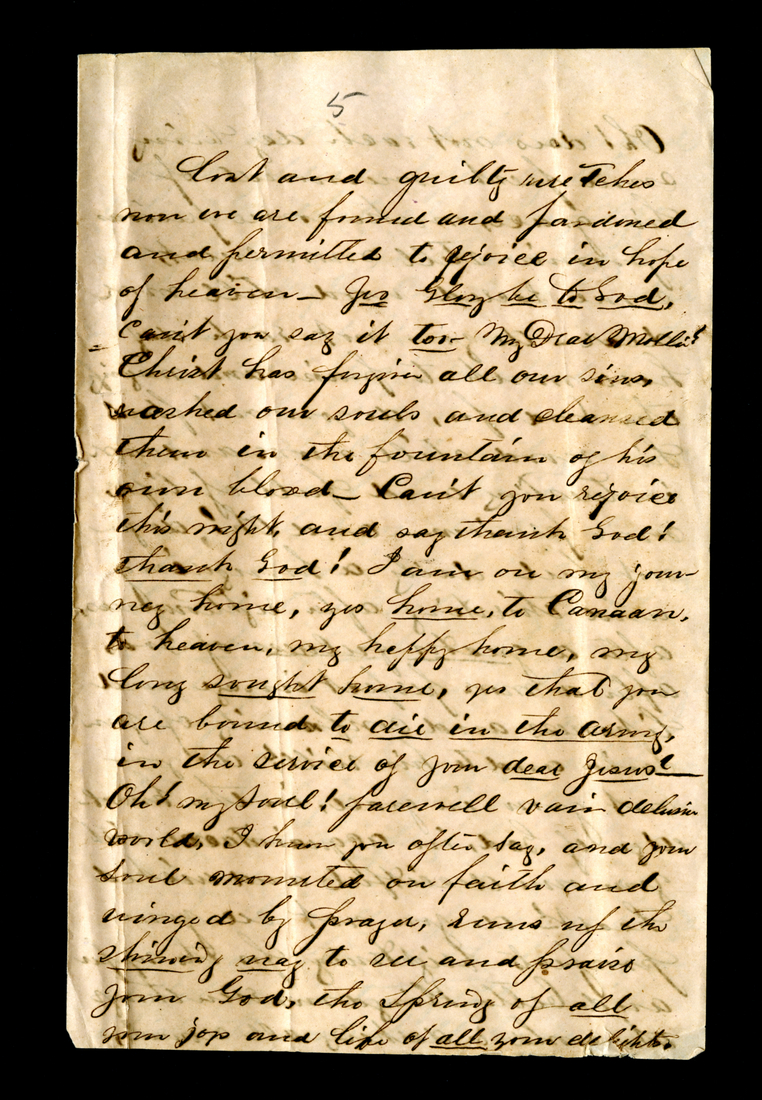 5
Lost and guilty wretches
now we are found and pardoned
and permitted to rejoice in hope
of heaven — Yes Glory be to God,
Can't you say it too - My Dear Mollie?
Christ has forgiven all our sins,
washed our souls, and cleansed
them in the fountain of his
own blood — Can't you rejoice
this night, and say thank God!
thank God! I am on my jour-
ney home, yes home, to Canaan,
to heaven, my happy home, my
long sought home, yes that you
are bound to die in the army,
in the service of your dear Jesus!
Oh! my soul! farewell vain delusive
world, I hear you often say, and your
soul mounted on faith and
winged by prayer, runs up the
shining way to see and praise
your God, the Spring of all
your joys and life of all your delights.